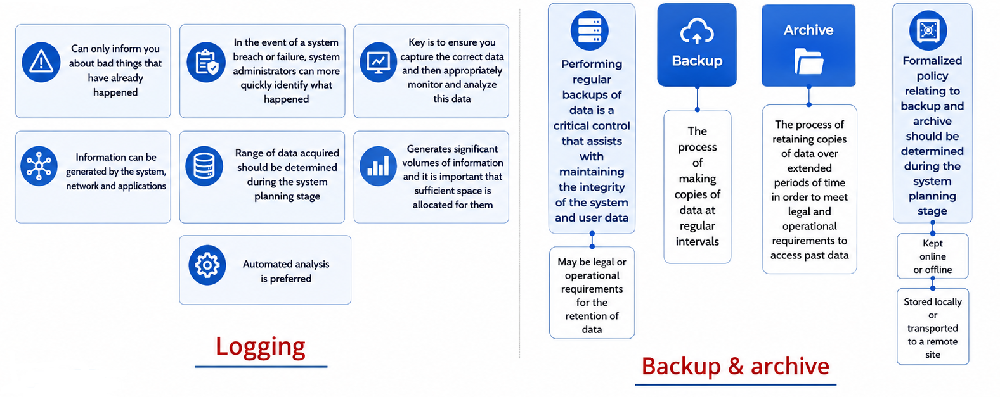 Can only inform you
about bad things that
have already
happened
In the event of a system
breach or failure, system
administrators can more
quickly identify what
happened
Key is to ensure you
capture the correct data
and then appropriately
monitor and analyze
this data
Information can be
generated by the system,
network and applications
Range of data acquired
should be determined
during the system
planning stage
Generates significant
volumes of information
and it is important that
sufficient space is
allocated for them
Automated analysis
is preferred
Logging
Performing
regular
backups of
data is a
critical control
that assists
with
maintaining
the integrity
of the system
and user data
May be legal or
operational
requirements
for the
retention of
data
Backup
The
process
of
making
copies of
data at
regular
intervals
Archive
The process of
retaining copies
of data over
extended
periods of time
in order to meet
legal and
operational
requirements to
access past data
Formalized
policy
relating to
backup and
archive
should be
determined
during the
system
planning
stage
Kept
online
or offline
Stored locally
or
transported
to a remote
site
Backup & archive